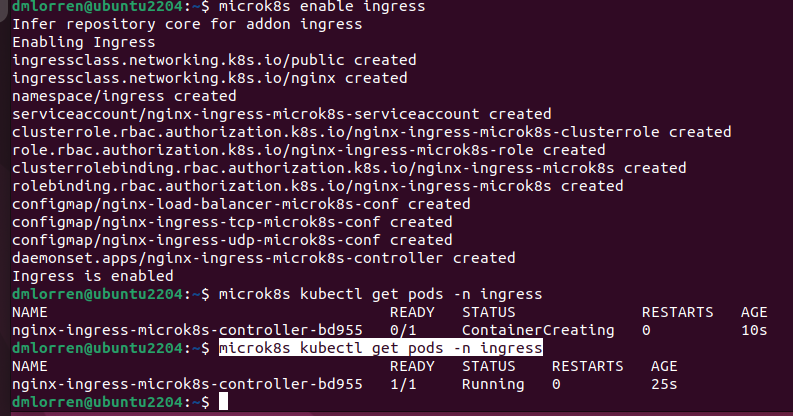 dmlorren@ubuntu2204:~$ microk8s enable ingress
Infer repository core for addon ingress
Enabling Ingress
ingressclass.networking.k8s.io/public created
ingressclass.networking.k8s.io/nginx created
namespace/ingress created
serviceaccount/nginx-ingress-microk8s-serviceaccount created
clusterrole.rbac.authorization.k8s.io/nginx-ingress-microk8s-clusterrole created
role.rbac.authorization.k8s.io/nginx-ingress-microk8s-role created
clusterrolebinding.rbac.authorization.k8s.io/nginx-ingress-microk8s created
rolebinding.rbac.authorization.k8s.io/nginx-ingress-microk8s created
configmap/nginx-load-balancer-microk8s-conf created
configmap/nginx-ingress-tcp-microk8s-conf created
configmap/nginx-ingress-udp-microk8s-conf created
daemonset.apps/nginx-ingress-microk8s-controller created
Ingress is enabled
dmlorren@ubuntu2204:~$ microk8s kubectl get pods -n ingress
NAME READY STATUS RESTARTS AGE
nginx-ingress-microk8s-controller-bd955 0/1 ContainerCreating 0 10s
dmlorren@ubuntu2204:~$ microk8s kubectl get pods -n ingress
NAME READY STATUS RESTARTS AGE
nginx-ingress-microk8s-controller-bd955 1/1 Running 0 25s
dmlorren@ubuntu2204:~$